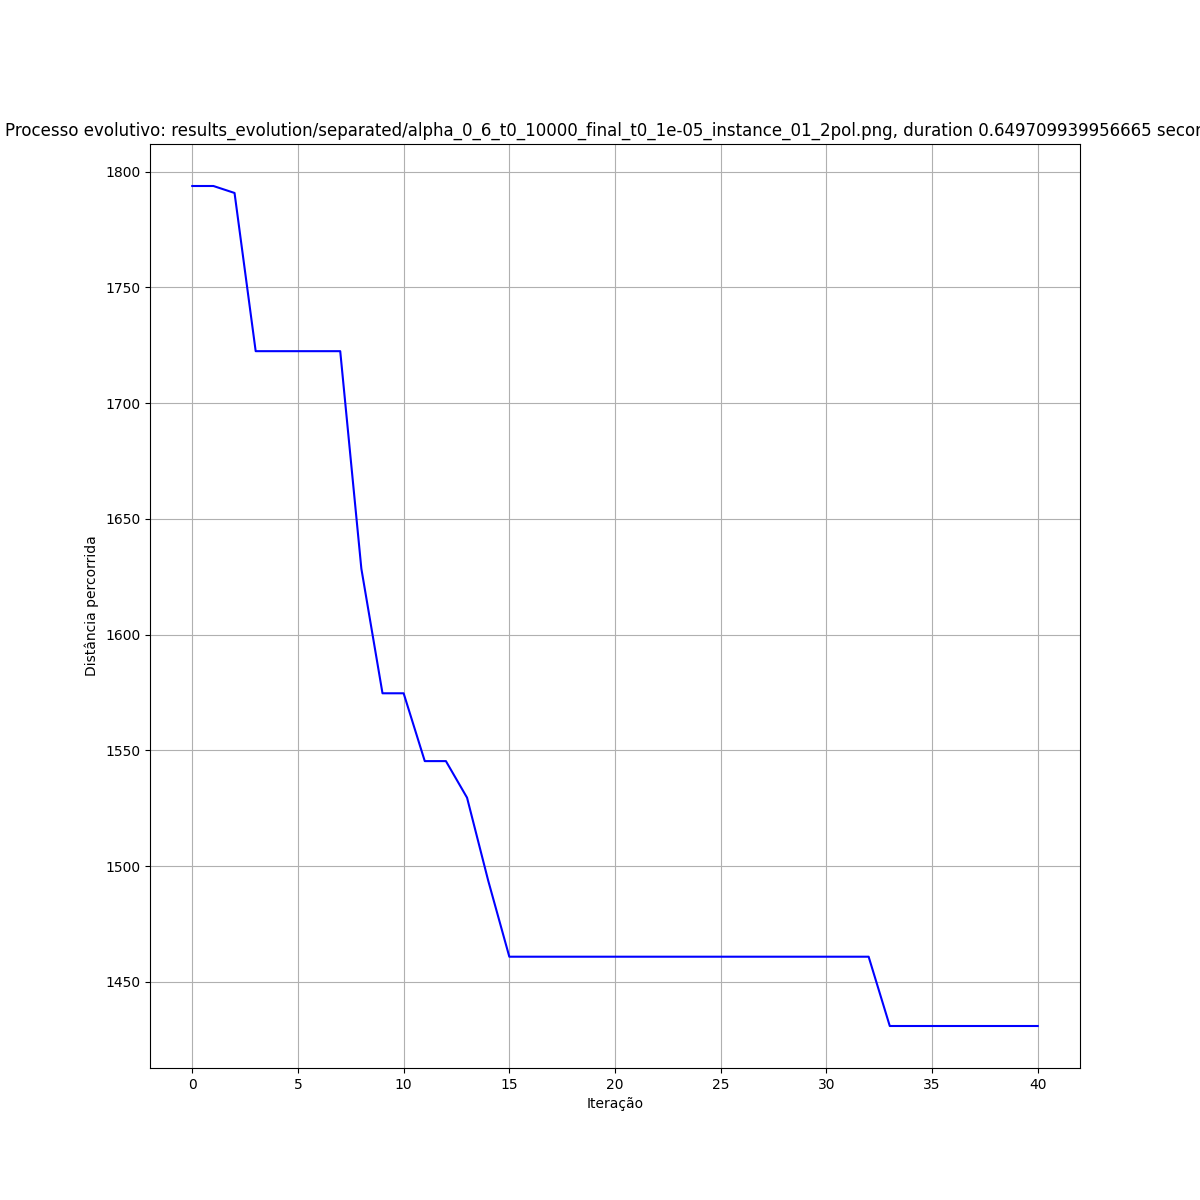 Processo evolutivo: results_evolution/separated/alpha_0_6_t0_10000_final_t0_1e-05_instance_01_2pol.png, duration 0.649709939956665
1800
1750
1700
1650
1600
1550
1500
1450
Distância percorrida
0 5 10 15 20 25 30 35 40
Iteração